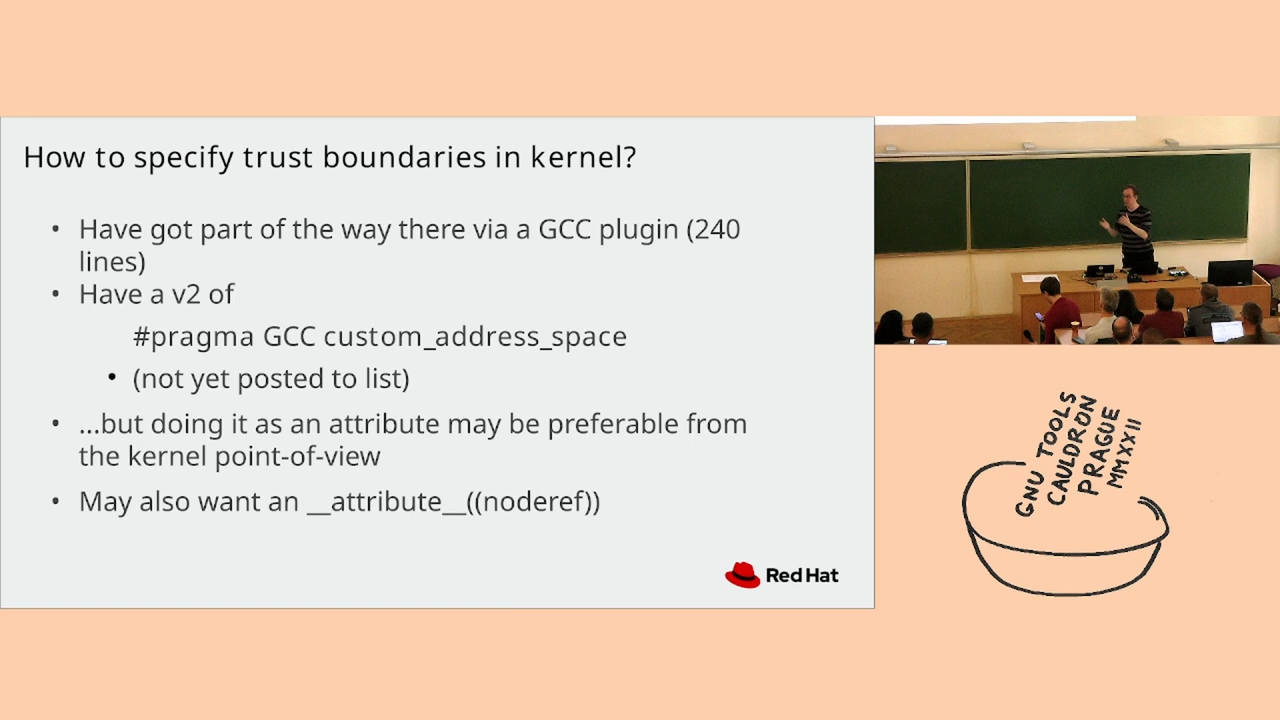 How to specify trust boundaries in kernel?
• Have got part of the way there via a GCC plugin (240
lines)
• Have a v2 of
#pragma GCC custom_address_space
• (not yet posted to list)
• ...but doing it as an attribute may be preferable from
the kernel point-of-view
• May also want an __attribute__((noderef))
Red Hat
GNU TOOLS
CAULDRON
PRAGUE
MMXXII